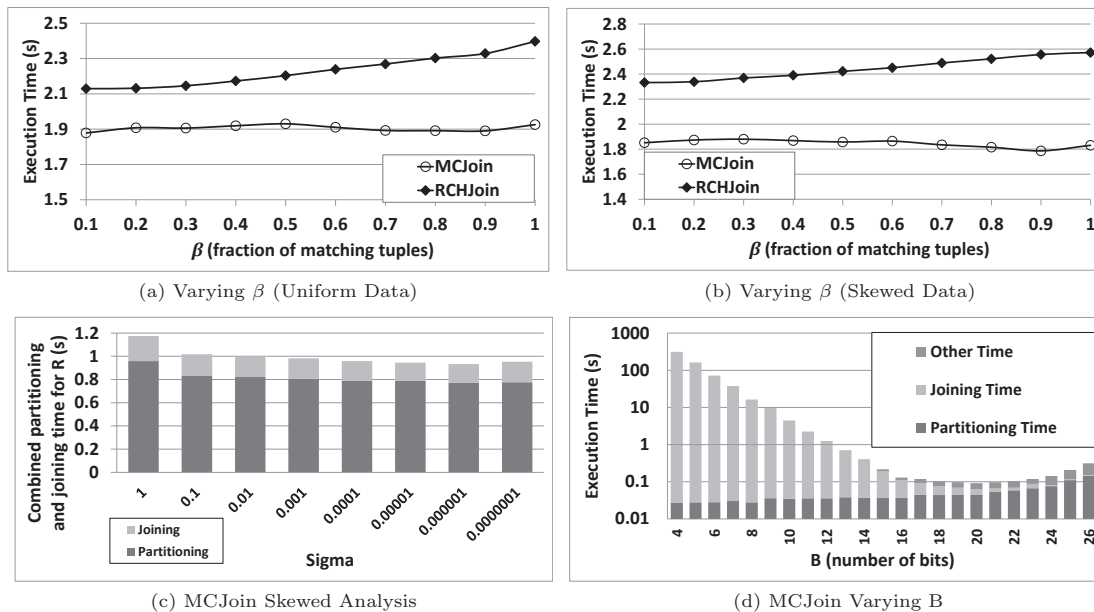 2.5
2.3
2.1
1.9
1.7
1.5
Execution Time (s)
MCJoin
RCHJoin
0.1 0.2 0.3 0.4 0.5 0.6 0.7 0.8 0.9 1
β (fraction of matching tuples)
(a) Varying β (Uniform Data)
2.8
2.6
2.4
2.2
2
1.8
1.6
1.4
Execution Time (s)
MCJoin
RCHJoin
0.1 0.2 0.3 0.4 0.5 0.6 0.7 0.8 0.9 1
β (fraction of matching tuples)
(b) Varying β (Skewed Data)
1.2
1
0.8
0.6
0.4
0.2
0
Combined partitioning
and joining time for R (s)
1 0.1 0.01 0.001 0.0001 0.00001 0.000001 0.0000001
Joining
Partitioning
Sigma
(c) MCJoin Skewed Analysis
1000
100
10
1
0.1
0.01
Execution Time (s)
Other Time
Joining Time
Partitioning Time
4 6 8 10 12 14 16 18 20 22 24 26
B (number of bits)
(d) MCJoin Varying B